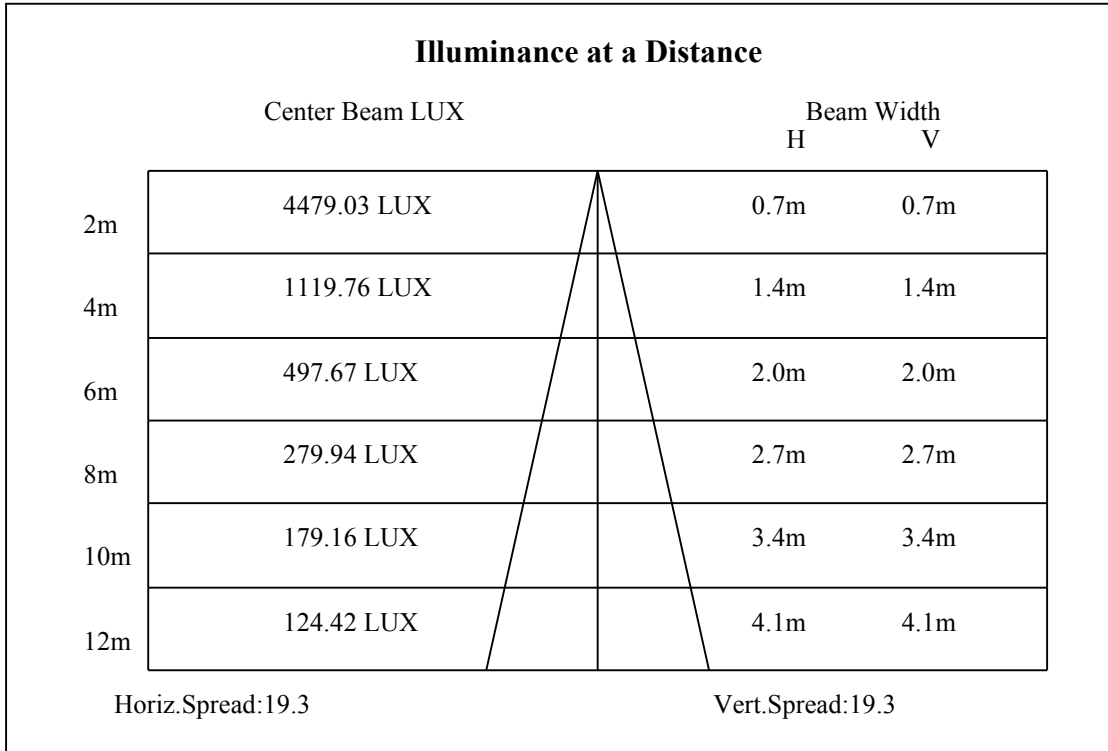 Illuminance at a Distance
Center Beam LUX Beam Width
H V
2m 4479.03 LUX 0.7m 0.7m
4m 1119.76 LUX 1.4m 1.4m
6m 497.67 LUX 2.0m 2.0m
8m 279.94 LUX 2.7m 2.7m
10m 179.16 LUX 3.4m 3.4m
12m 124.42 LUX 4.1m 4.1m
Horiz.Spread:19.3 Vert.Spread:19.3